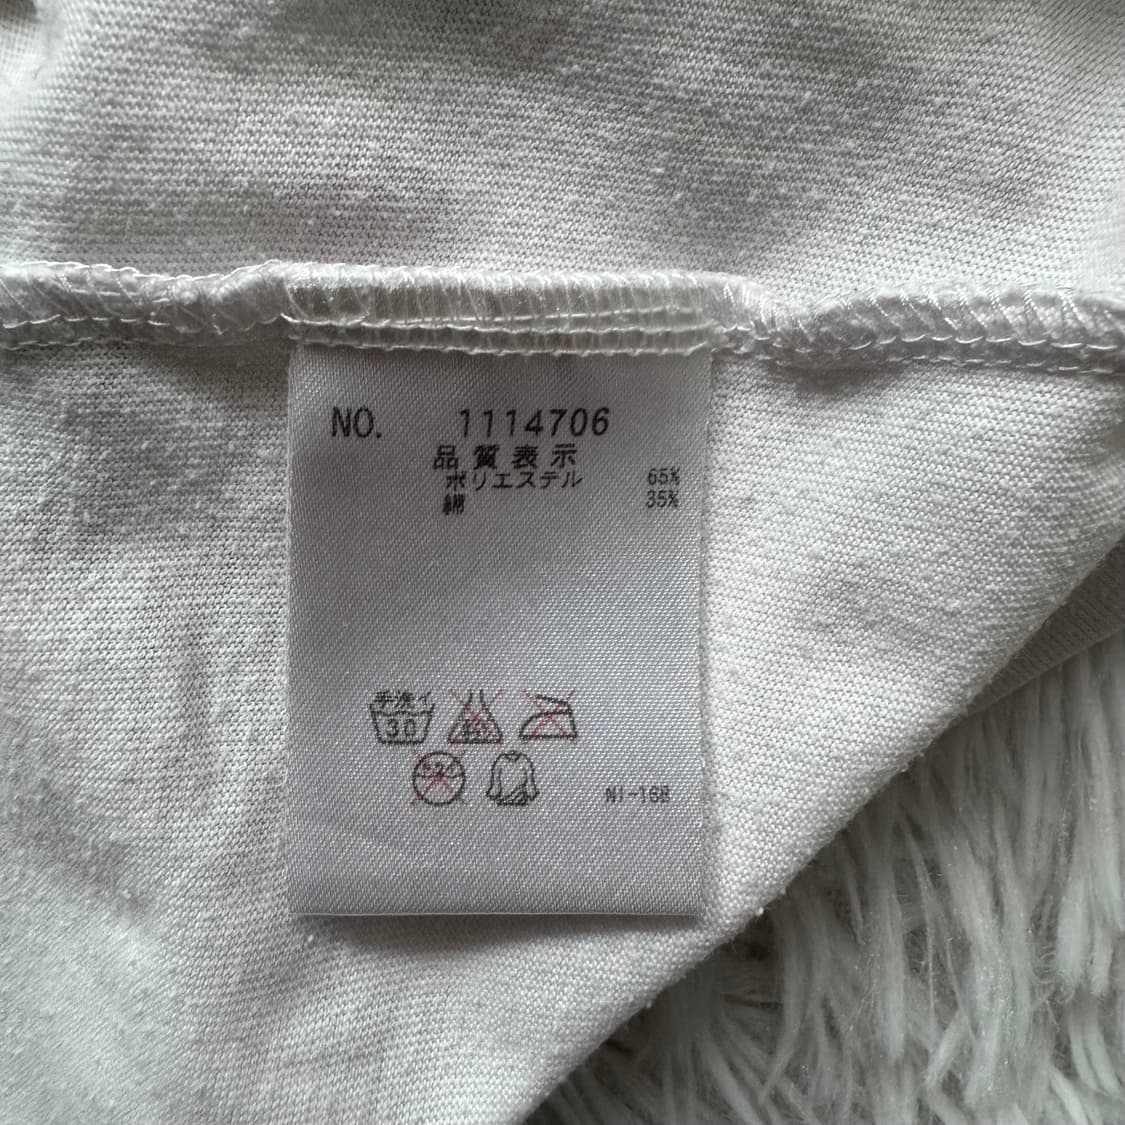 NO. 1114706
品質表示
ポリエステル 65%
綿 35%
手洗イ
30
NI-168